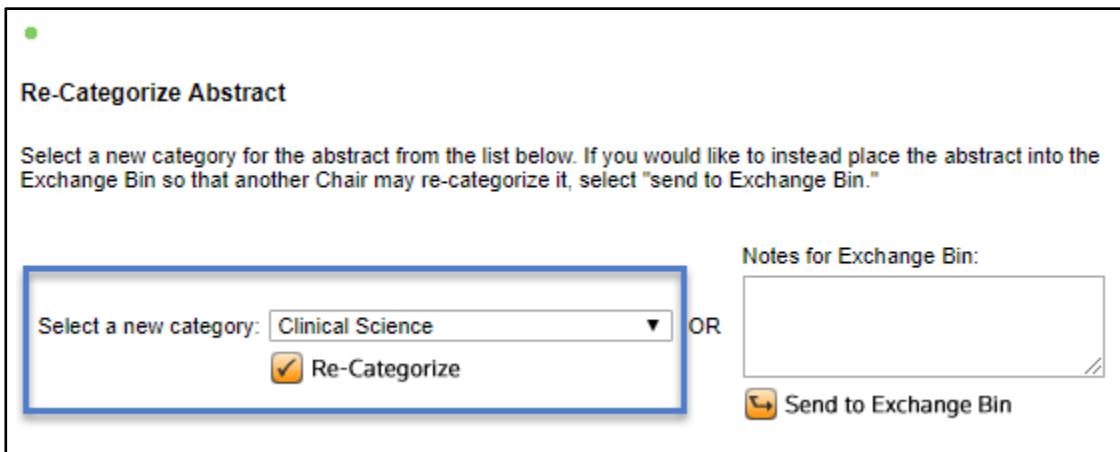 Re-Categorize Abstract
Select a new category for the abstract from the list below. If you would like to instead place the abstract into the
Exchange Bin so that another Chair may re-categorize it, select "send to Exchange Bin."
Notes for Exchange Bin:
Select a new category: Clinical Science OR
Re-Categorize
Send to Exchange Bin